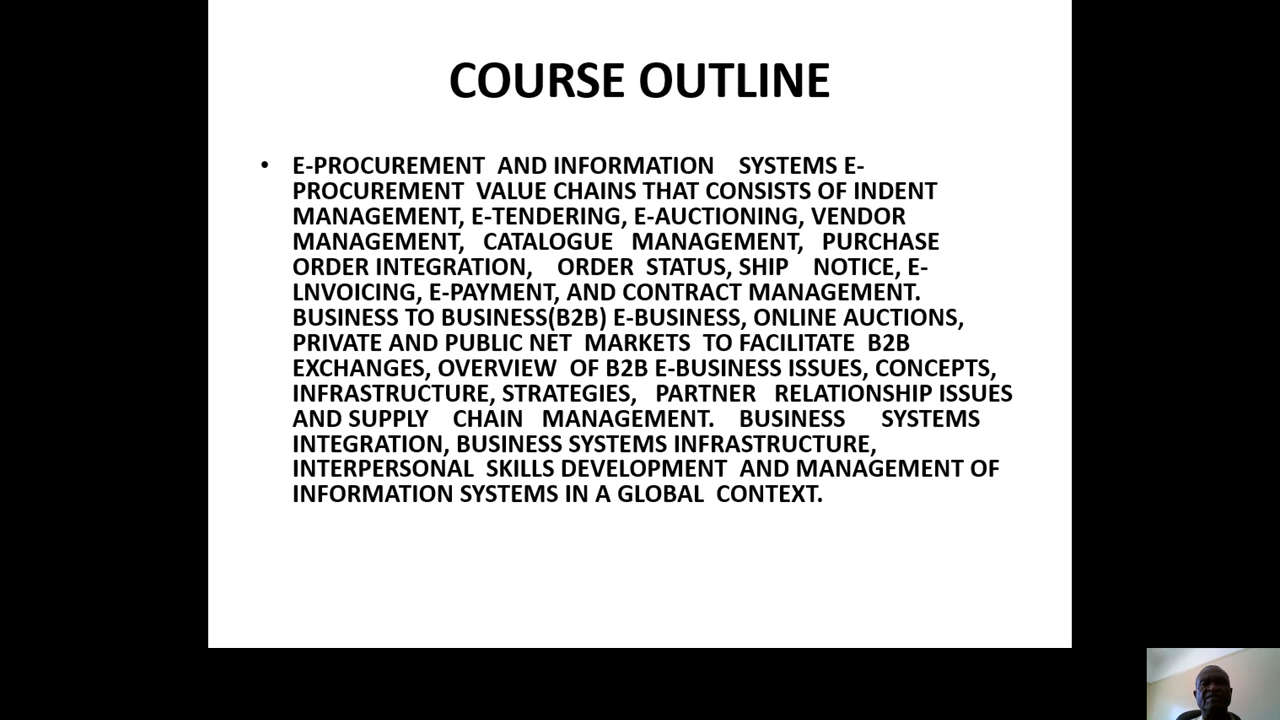 COURSE OUTLINE
• E-PROCUREMENT AND INFORMATION SYSTEMS E-
PROCUREMENT VALUE CHAINS THAT CONSISTS OF INDENT
MANAGEMENT, E-TENDERING, E-AUCTIONING, VENDOR
MANAGEMENT, CATALOGUE MANAGEMENT, PURCHASE
ORDER INTEGRATION, ORDER STATUS, SHIP NOTICE, E-
LNVOICING, E-PAYMENT, AND CONTRACT MANAGEMENT.
BUSINESS TO BUSINESS(B2B) E-BUSINESS, ONLINE AUCTIONS,
PRIVATE AND PUBLIC NET MARKETS TO FACILITATE B2B
EXCHANGES, OVERVIEW OF B2B E-BUSINESS ISSUES, CONCEPTS,
INFRASTRUCTURE, STRATEGIES, PARTNER RELATIONSHIP ISSUES
AND SUPPLY CHAIN MANAGEMENT. BUSINESS SYSTEMS
INTEGRATION, BUSINESS SYSTEMS INFRASTRUCTURE,
INTERPERSONAL SKILLS DEVELOPMENT AND MANAGEMENT OF
INFORMATION SYSTEMS IN A GLOBAL CONTEXT.